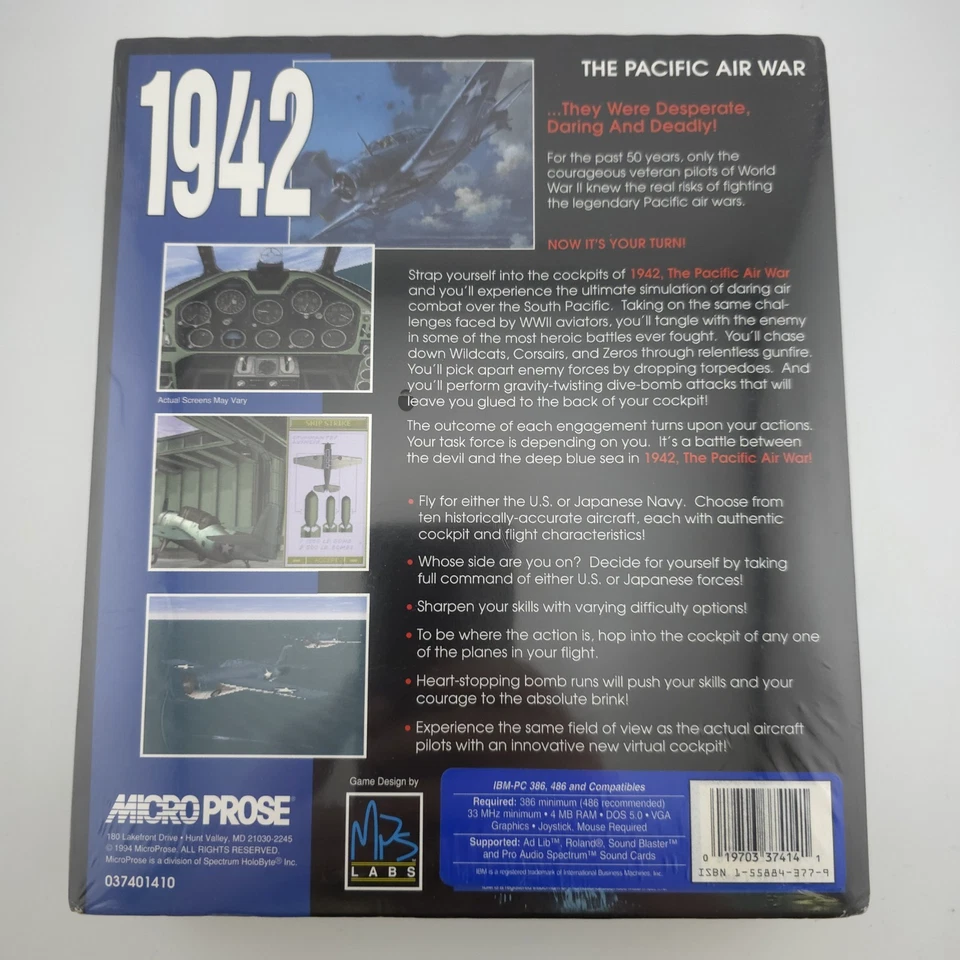 1942
THE PACIFIC AIR WAR
...They Were Desperate,
Daring And Deadly!
For the past 50 years, only the
courageous veteran pilots of World
War II knew the real risks of fighting
the legendary Pacific air wars.
NOW IT'S YOUR TURN!
Strap yourself into the cockpits of 1942, The Pacific Air War
and you'll experience the ultimate simulation of daring air
combat over the South Pacific. Taking on the same chal-
lenges faced by WWII aviators, you'll tangle with the enemy
in some of the most heroic battles ever fought. You'll chase
down Wildcats, Corsairs, and Zeros through relentless gunfire.
You'll pick apart enemy forces by dropping torpedoes. And
you'll perform gravity-twisting dive-bomb attacks that will
leave you glued to the back of your cockpit!
Actual Screens May Vary
The outcome of each engagement turns upon your actions.
Your task force is depending on you. It's a battle between
the devil and the deep blue sea in 1942, The Pacific Air War!
SHIP STRIKE
• Fly for either the U.S. or Japanese Navy. Choose from
ten historically-accurate aircraft, each with authentic
cockpit and flight characteristics!
• Whose side are you on? Decide for yourself by taking
full command of either U.S. or Japanese forces!
• Sharpen your skills with varying difficulty options!
• To be where the action is, hop into the cockpit of any one
of the planes in your flight.
• Heart-stopping bomb runs will push your skills and your
courage to the absolute brink!
• Experience the same field of view as the actual aircraft
pilots with an innovative new virtual cockpit!
MICROPROSE®
180 Lakefront Drive • Hunt Valley, MD 21030-2245
© 1994 MicroProse, ALL RIGHTS RESERVED.
MicroProse is a division of Spectrum HoloByte® Inc.
037401410
Game Design by
MPS
LABS™
IBM-PC 386, 486 and Compatibles
Required: 386 minimum (486 recommended)
33 MHz minimum • 4 MB RAM • DOS 5.0 • VGA
Graphics • Joystick, Mouse Required
Supported: Ad Lib™, Roland®, Sound Blaster™
and Pro Audio Spectrum™ Sound Cards
IBM is a registered trademark of International Business Machines, Inc.
0 19703 37414 1
ISBN 1-55884-377-9